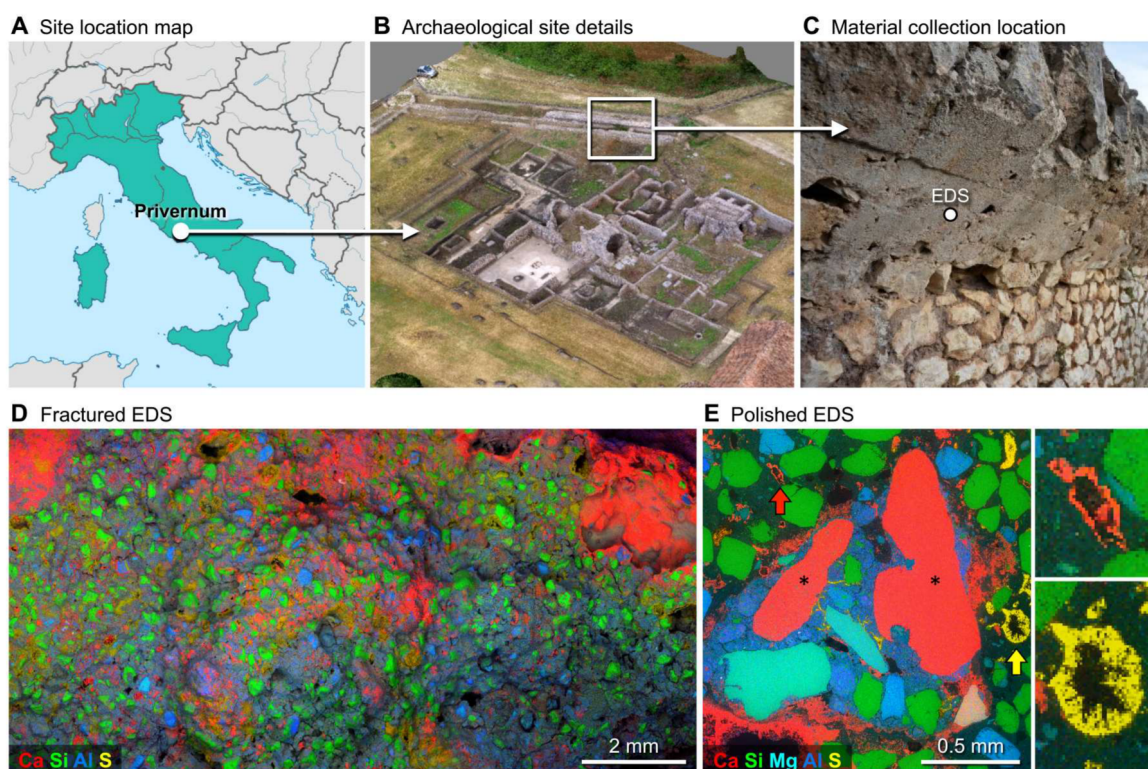 A Site location map
B Archaeological site details
C Material collection location
Privernum
EDS
D Fractured EDS
E Polished EDS
*
*
Ca Si Al S
2 mm
Ca Si Mg Al S
0.5 mm